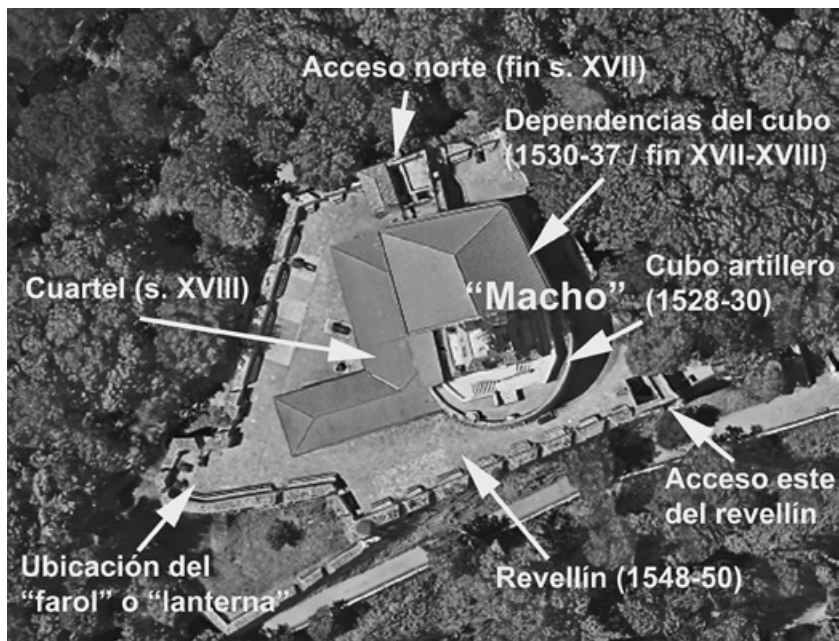 Acceso norte (fin s. XVII)
Dependencias del cubo
(1530-37 / fin XVII-XVIII)
Cuartel (s. XVIII)
"Macho"
Cubo artillero
(1528-30)
Acceso este
del revellín
Ubicación del
"farol" o "lanterna"
Revellín (1548-50)